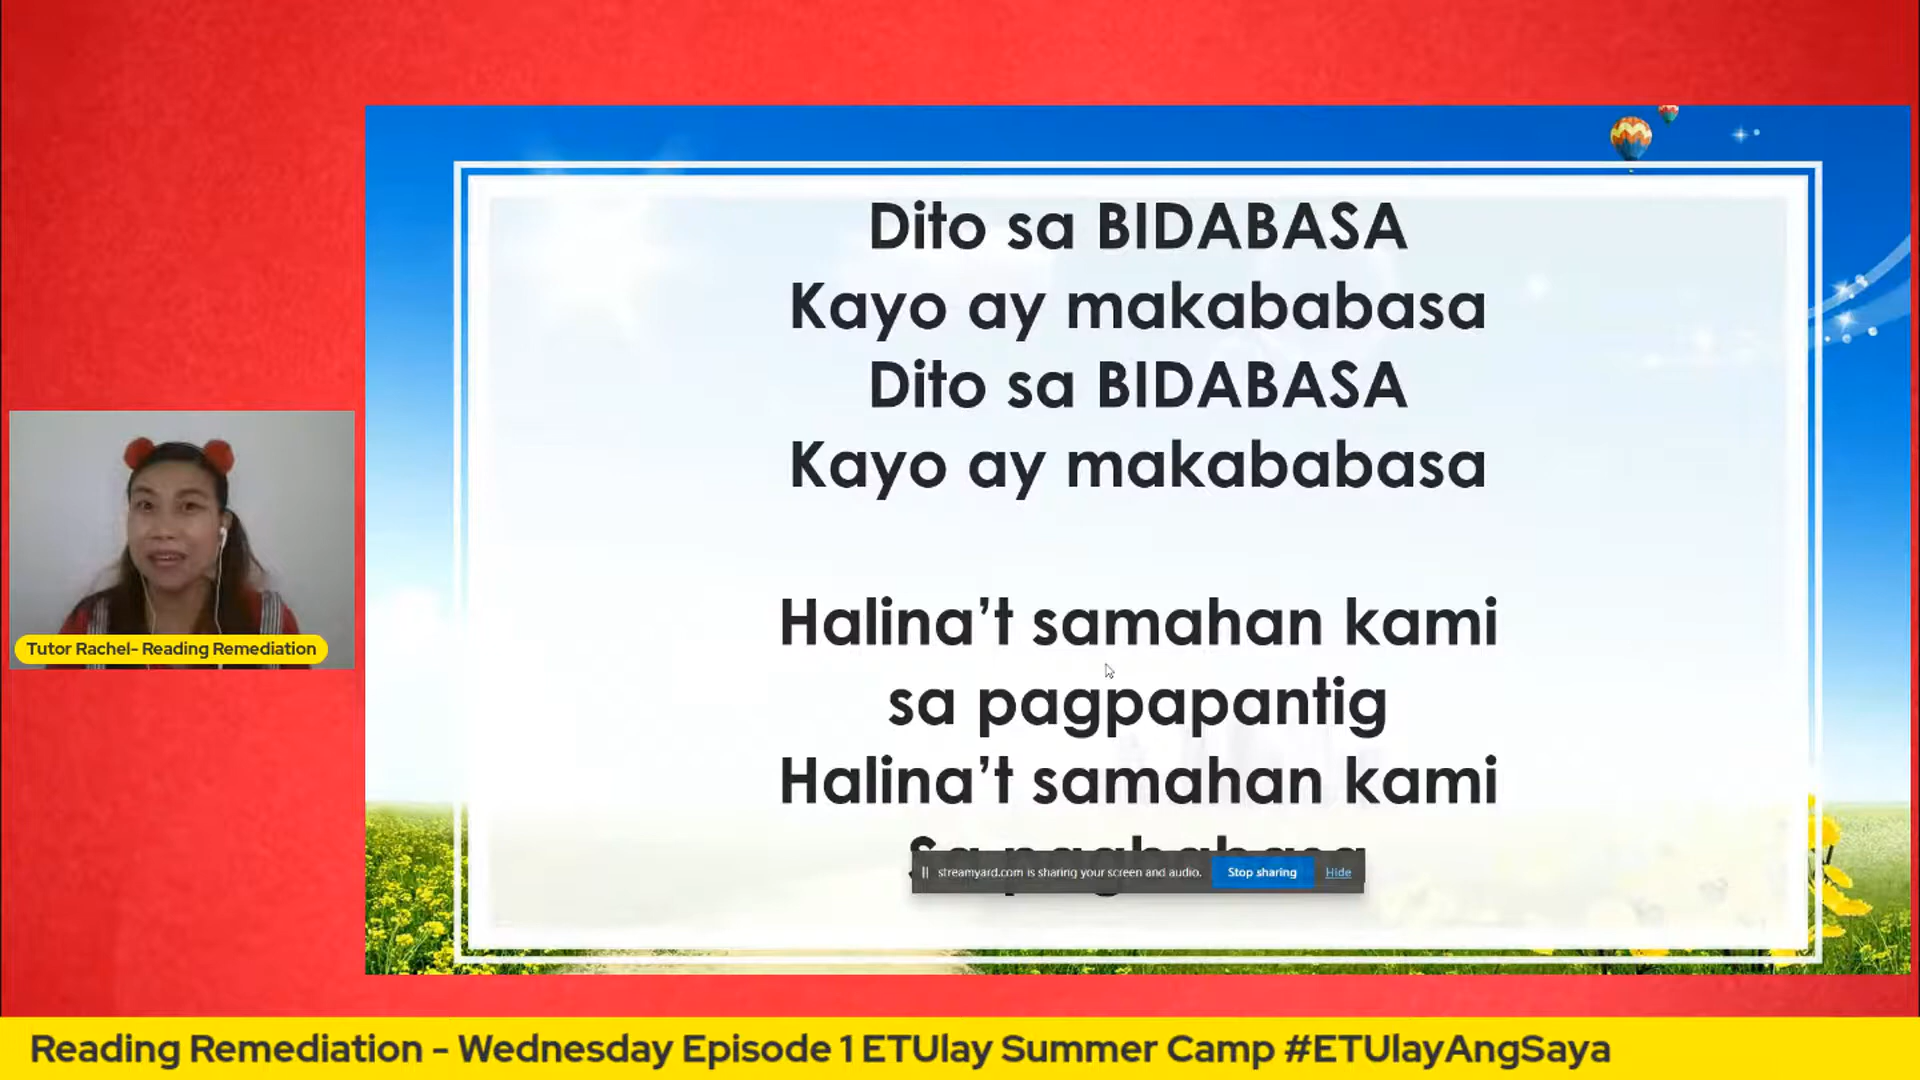 Dito sa BIDABASA
Kayo ay makababasa
Dito sa BIDABASA
Kayo ay makababasa
Halina't samahan kami
sa pagpapantig
Halina't samahan kami
Sa pagbabasa
streamyard.com is sharing your screen and audio. Stop sharing Hide
Tutor Rachel- Reading Remediation
Reading Remediation - Wednesday Episode 1 ETUlay Summer Camp #ETUlayAngSaya